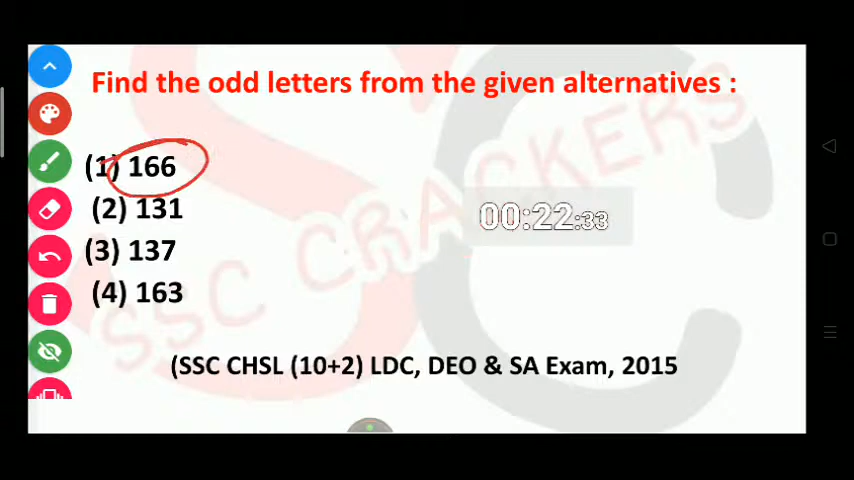 Find the odd letters from the given alternatives :
(1) 166
(2) 131
00:22:33
(3) 137
(4) 163
SSC CRACKERS
(SSC CHSL (10+2) LDC, DEO & SA Exam, 2015